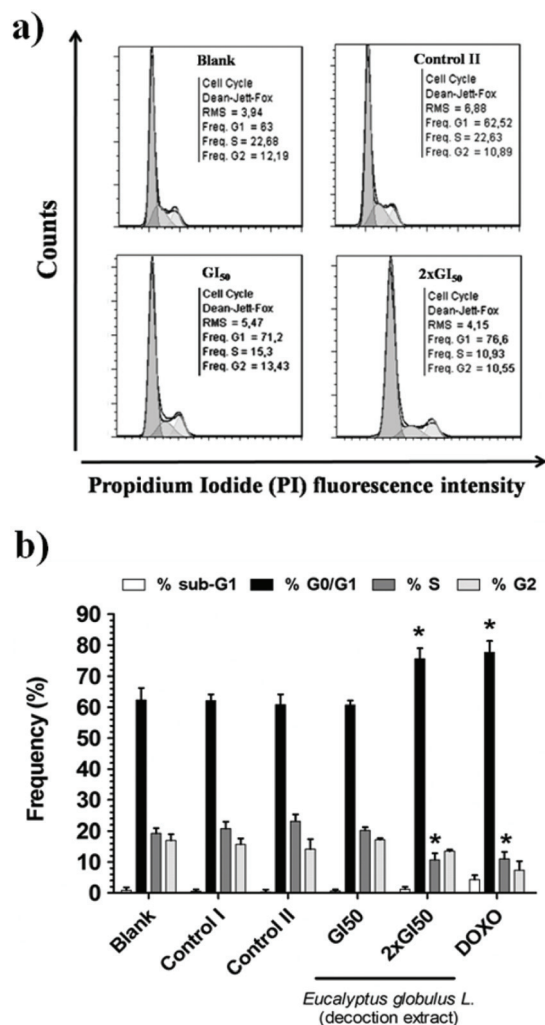 a)
Blank
Cell Cycle
Dean-Jett-Fox
RMS = 3,94
Freq. G1 = 63
Freq. S = 22,68
Freq. G2 = 12,19
Control II
Cell Cycle
Dean-Jett-Fox
RMS = 6,88
Freq. G1 = 62,52
Freq. S = 22,63
Freq. G2 = 10,89
GI50
Cell Cycle
Dean-Jett-Fox
RMS = 5,47
Freq. G1 = 71,2
Freq. S = 15,3
Freq. G2 = 13,43
2xGI50
Cell Cycle
Dean-Jett-Fox
RMS = 4,15
Freq. G1 = 76,6
Freq. S = 10,93
Freq. G2 = 10,55
Counts
Propidium Iodide (PI) fluorescence intensity
b)
% sub-G1 % G0/G1 % S % G2
Frequency (%)
90
80
70
60
50
40
30
20
10
0
* *
* *
Blank
Control I
Control II
GI50
2xGI50
DOXO
Eucalyptus globulus L.
(decoction extract)